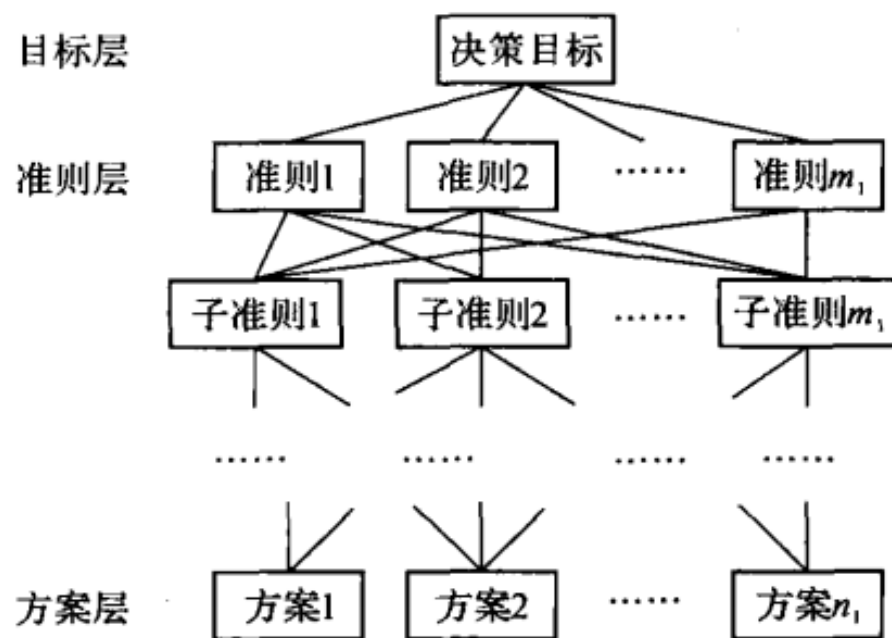 目标层 决策目标
准则层 准则1 准则2 …… 准则m₁
子准则1 子准则2 …… 子准则m₁
…… …… …… ……
方案层 方案1 方案2 …… 方案n₁